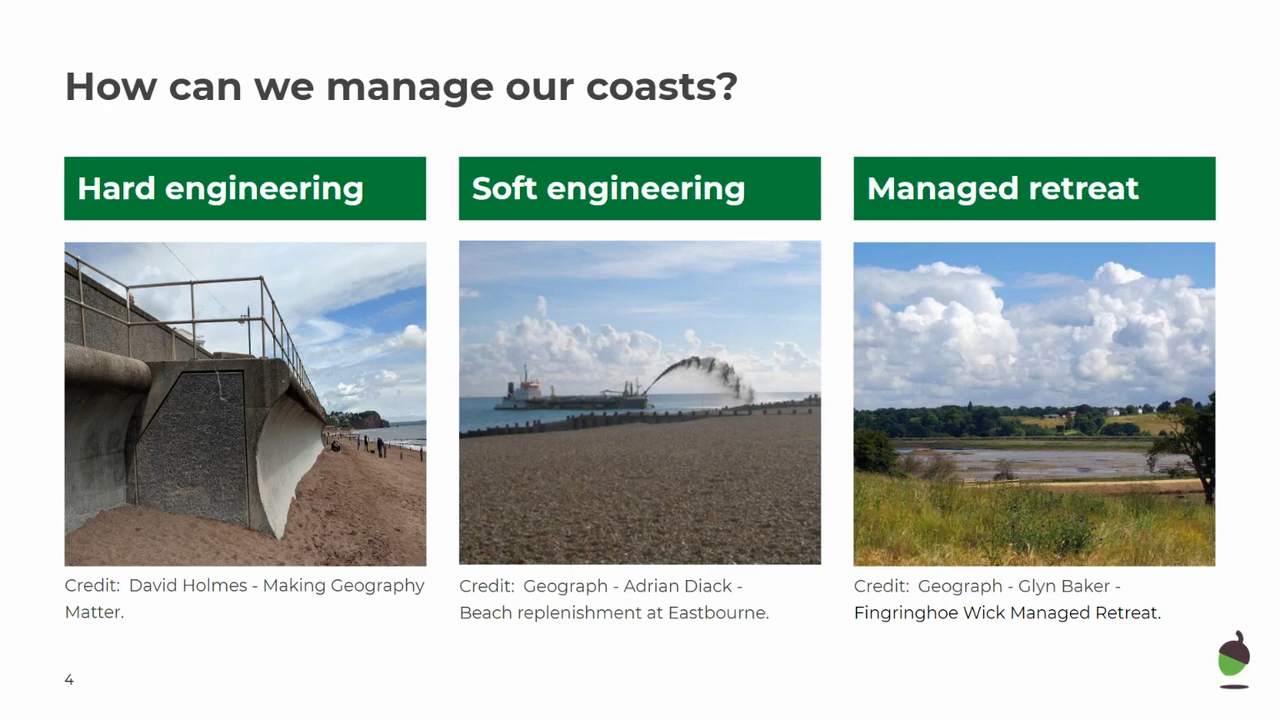 How can we manage our coasts?
Hard engineering
Soft engineering
Managed retreat
Credit: David Holmes - Making Geography
Matter.
Credit: Geograph - Adrian Diack -
Beach replenishment at Eastbourne.
Credit: Geograph - Glyn Baker -
Fingringhoe Wick Managed Retreat.
4